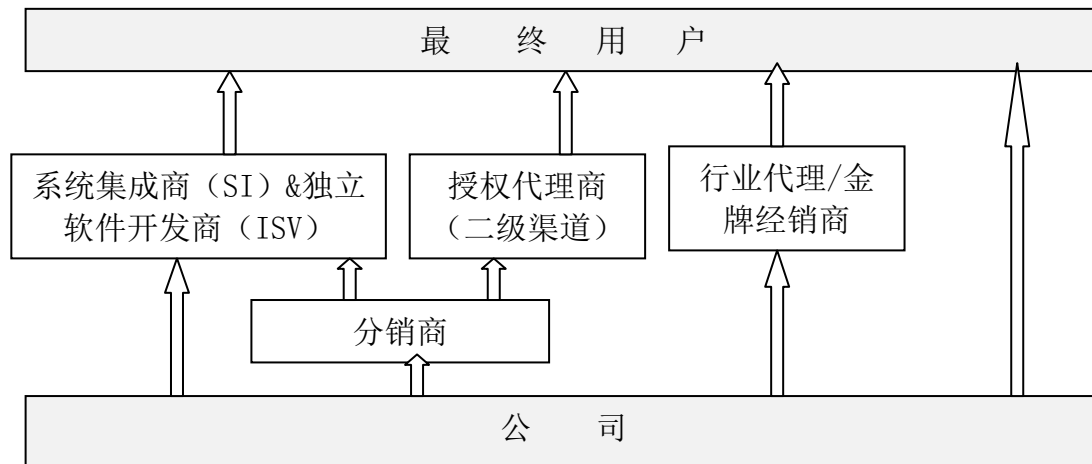 最 终 用 户
系统集成商（SI）&独立
软件开发商（ISV）
授权代理商
（二级渠道）
行业代理/金
牌经销商
分销商
公 司